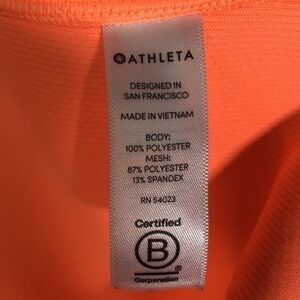 ATHLETA
DESIGNED IN
SAN FRANCISCO
MADE IN VIETNAM
BODY:
100% POLYESTER
MESH:
87% POLYESTER
13% SPANDEX
RN 54023
Certified
B
Corporation